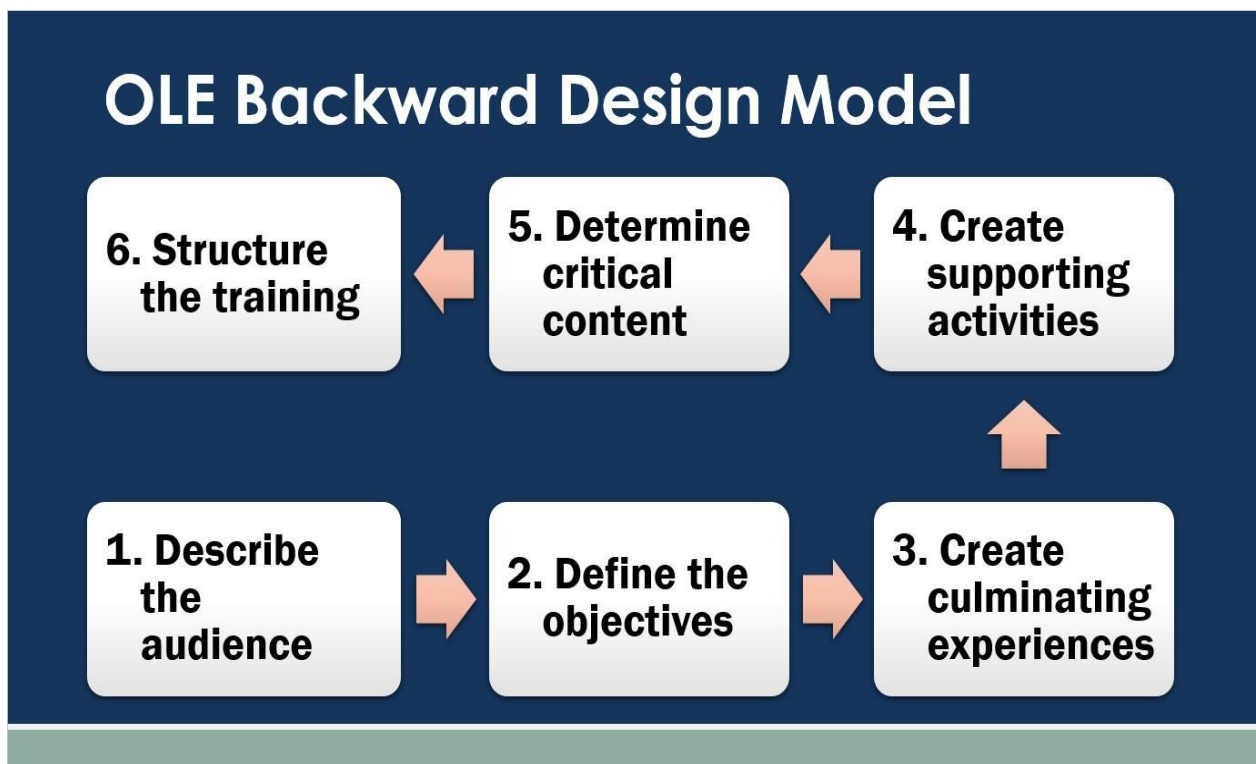 OLE Backward Design Model
6. Structure
the training
5. Determine
critical
content
4. Create
supporting
activities
1. Describe
the
audience
2. Define the
objectives
3. Create
culminating
experiences